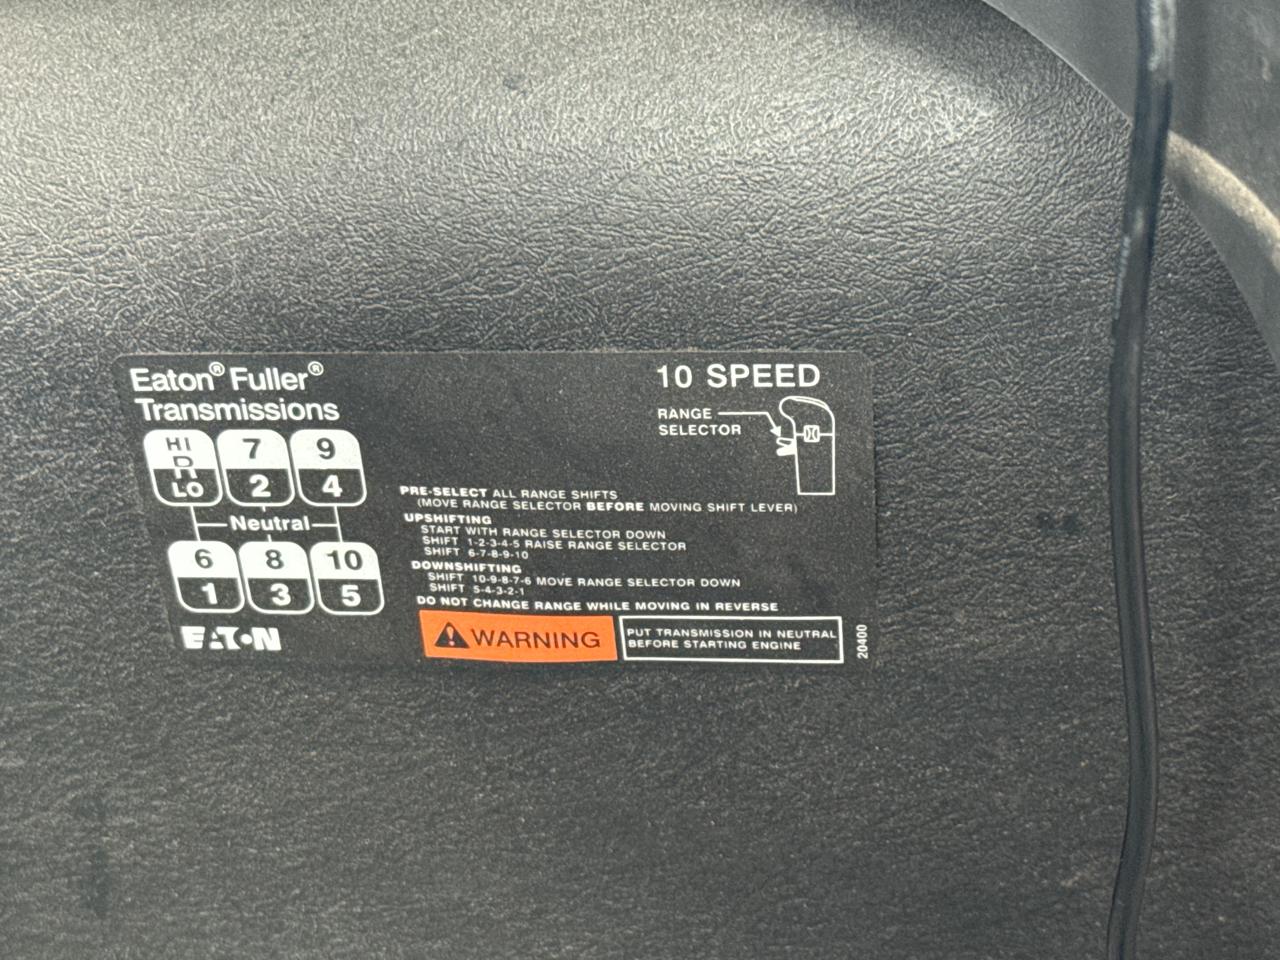 Eaton® Fuller®
Transmissions
10 SPEED
RANGE
SELECTOR
HI 7 9
R
LO 2 4
Neutral
6 8 10
1 3 5
EATON
PRE-SELECT ALL RANGE SHIFTS
(MOVE RANGE SELECTOR BEFORE MOVING SHIFT LEVER)
UPSHIFTING
START WITH RANGE SELECTOR DOWN
SHIFT 1-2-3-4-5 RAISE RANGE SELECTOR
SHIFT 6-7-8-9-10
DOWNSHIFTING
SHIFT 10-9-8-7-6 MOVE RANGE SELECTOR DOWN
SHIFT 5-4-3-2-1
DO NOT CHANGE RANGE WHILE MOVING IN REVERSE
WARNING
PUT TRANSMISSION IN NEUTRAL
BEFORE STARTING ENGINE
20400